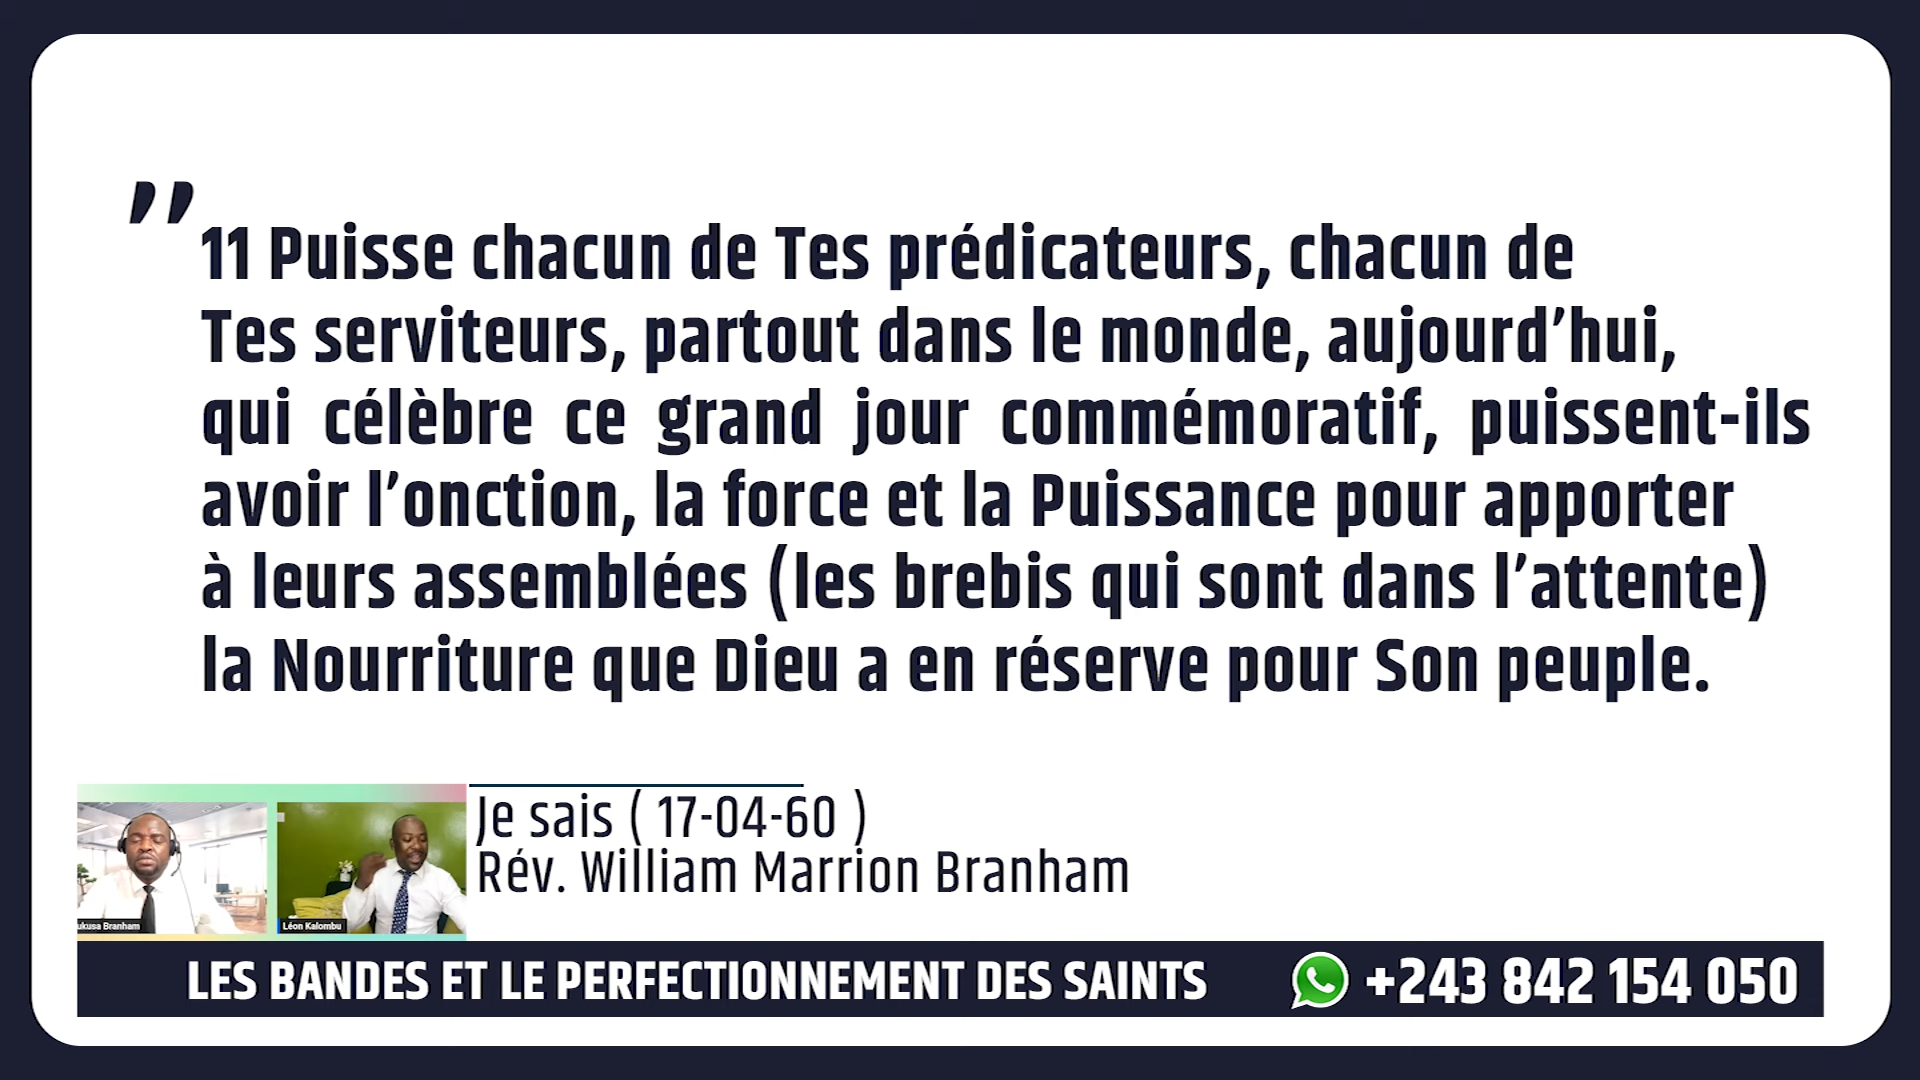 ”
11 Puisse chacun de Tes prédicateurs, chacun de
Tes serviteurs, partout dans le monde, aujourd’hui,
qui célèbre ce grand jour commémoratif, puissent-ils
avoir l’onction, la force et la Puissance pour apporter
à leurs assemblées (les brebis qui sont dans l’attente)
la Nourriture que Dieu a en réserve pour Son peuple.
Je sais ( 17-04-60 )
Rév. William Marrion Branham
ukusa Branham
Léon Kalombu
LES BANDES ET LE PERFECTIONNEMENT DES SAINTS
+243 842 154 050